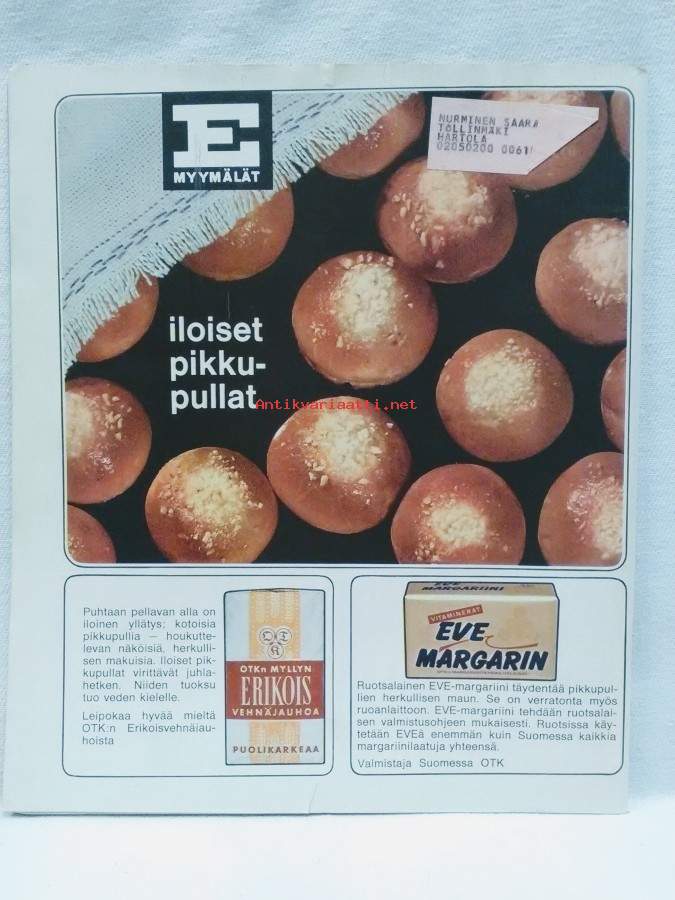 E
MYYMÄLÄT
NURMINEN SAARA
TOLLINMÄKI
HARTOLA
02050200 0061
iloiset
pikku-
pullat
Antikvariaatti.net
Puhtaan pellavan alla on
iloinen yllätys: kotoisia
pikkupullia — houkutte-
levan näköisiä, herkulli-
sen makuisia. Iloiset pik-
kupullat virittävät juhla-
hetken. Niiden tuoksu
tuo veden kielelle.
Leipokaa hyvää mieltä
OTK:n Erikoisvehnäjau-
hoista
OTK
OTKn MYLLYN
ERIKOIS
VEHNÄJAUHOA
PUOLIKARKEAA
EVE
MARGARIINI
VITAMINERAT
EVE
MARGARIN
Ruotsalainen EVE-margariini täydentää pikkupul-
lien herkullisen maun. Se on verratonta myös
ruoanlaittoon. EVE-margariini tehdään ruotsalai-
sen valmistusohjeen mukaisesti. Ruotsissa käy-
tetään EVEä enemmän kuin Suomessa kaikkia
margariinilaatuja yhteensä.
Valmistaja Suomessa OTK